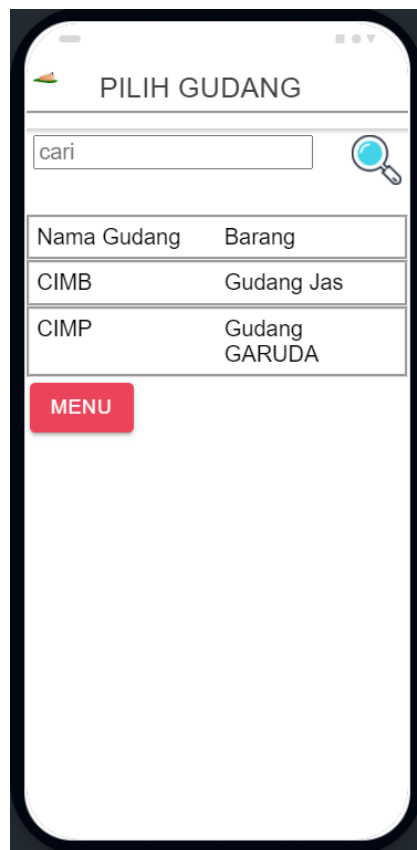 PILIH GUDANG
cari
Nama Gudang Barang
CIMB Gudang Jas
CIMP Gudang
GARUDA
MENU